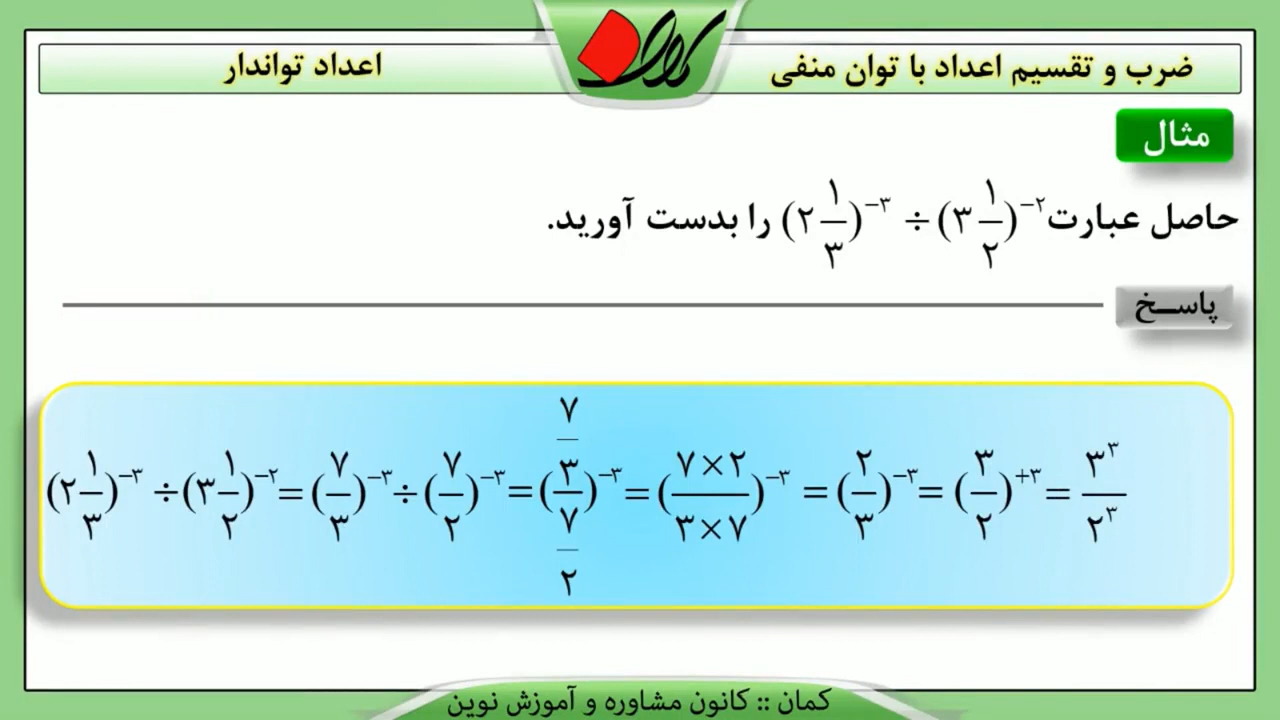 ضرب و تقسیم اعداد با توان منفی
اعداد تواندار
کمان
مثال
حاصل عبارت (۲ ۱/۳)^−۳ ÷ (۳ ۱/۲)^−۲ را بدست آورید.
پاسـخ
(۲ ۱/۳)^−۳ ÷ (۳ ۱/۲)^−۲ = (۷/۳)^−۳ ÷ (۷/۲)^−۳ = ((۷/۳)/(۷/۲))^−۳ = ((۷×۲)/(۳×۷))^−۳ = (۲/۳)^−۳ = (۳/۲)^+۳ = ۳^۳/۲^۳
کمان :: کانون مشاوره و آموزش نوین